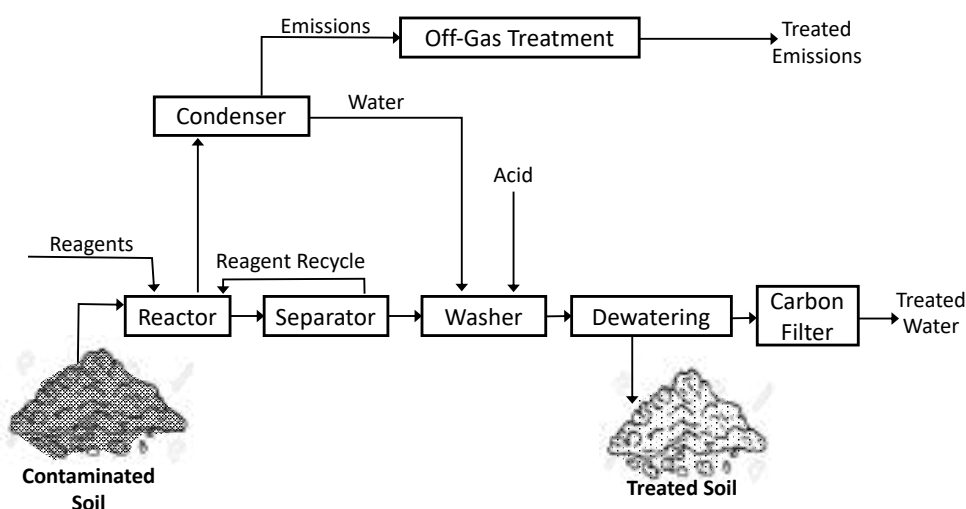 Emissions
Off-Gas Treatment
Treated
Emissions
Condenser
Water
Acid
Reagents
Reagent Recycle
Reactor
Separator
Washer
Dewatering
Carbon
Filter
Treated
Water
Contaminated
Soil
Treated Soil